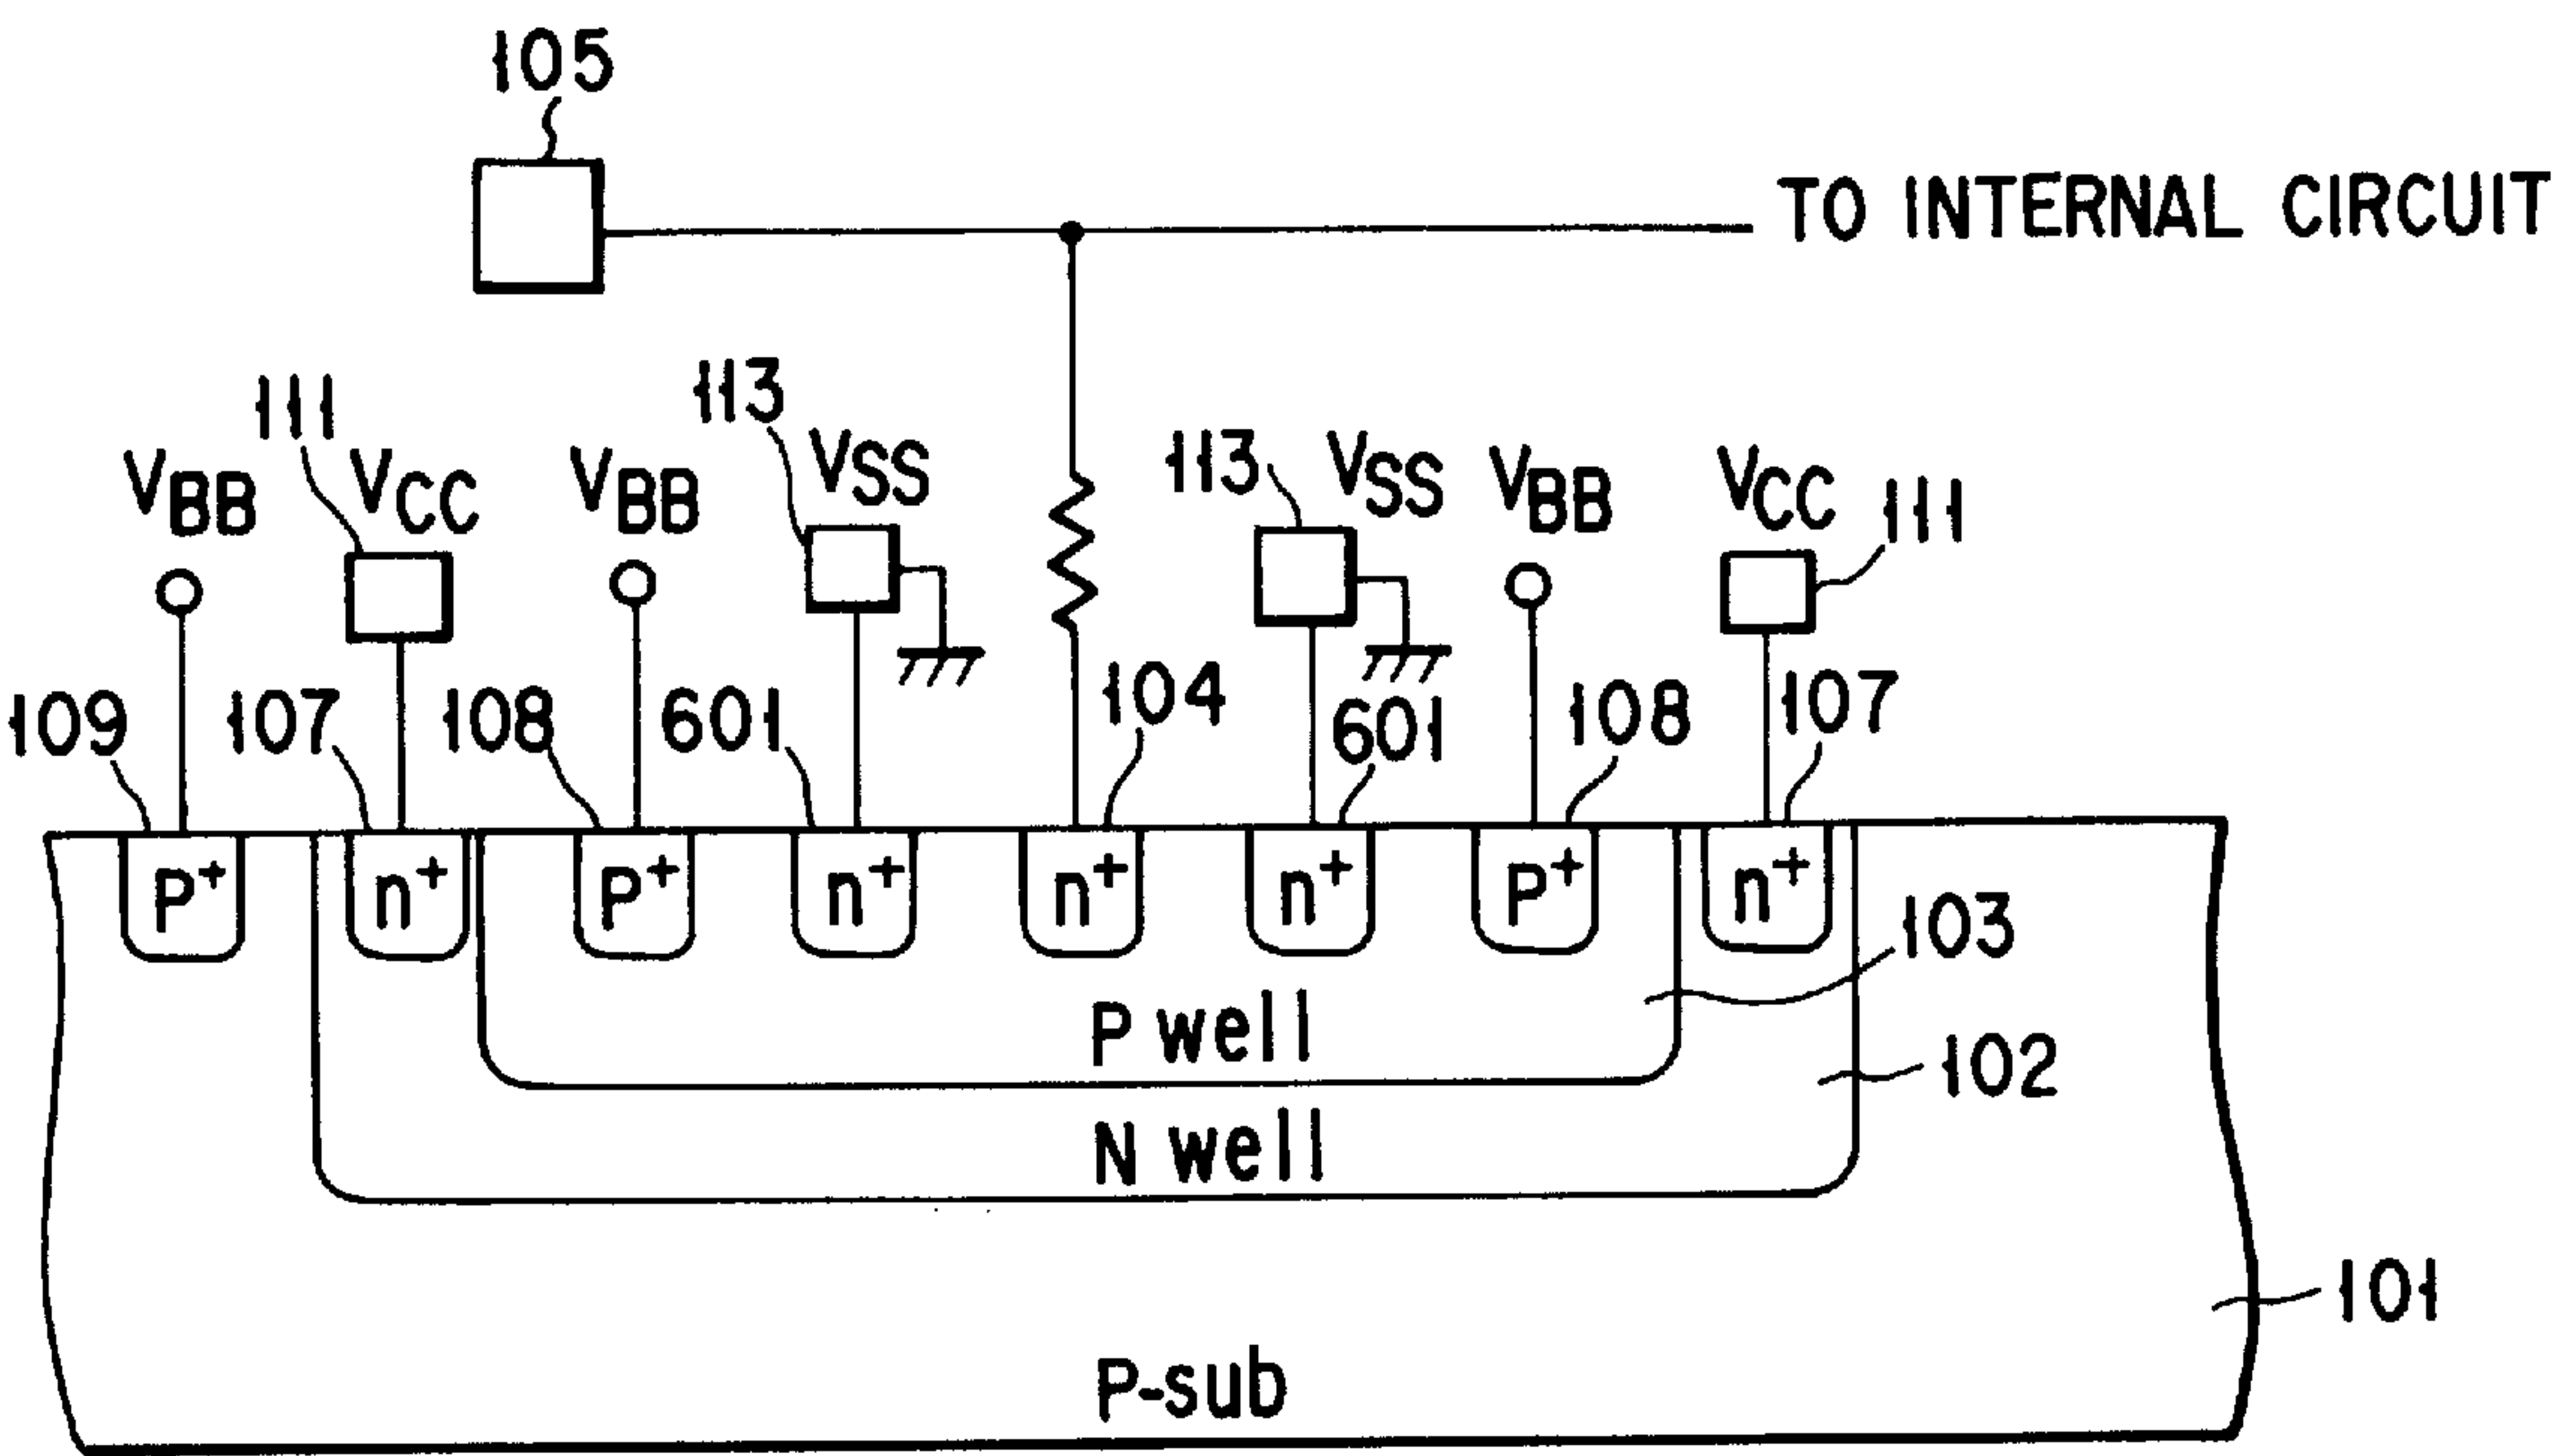 105
TO INTERNAL CIRCUIT
111
113
113
111
VBB
VCC
VBB
VSS
VSS
VBB
VCC
109
107
108
601
104
601
108
107
P+
n+
P+
n+
n+
n+
P+
n+
103
P well
102
N well
101
P-sub